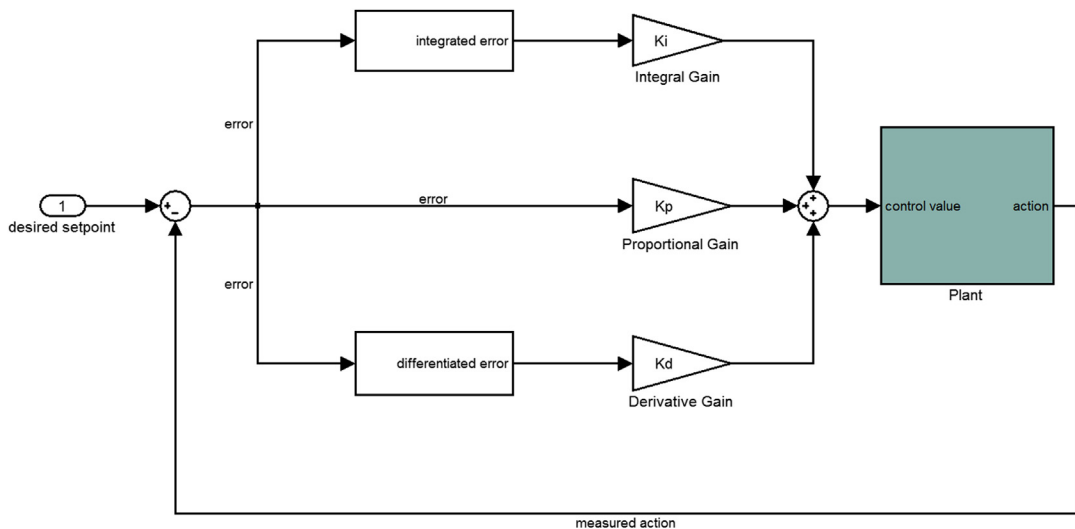 integrated error
Ki
Integral Gain
error
1
desired setpoint
+
−
error
Kp
Proportional Gain
+
+
+
control value
action
Plant
error
differentiated error
Kd
Derivative Gain
measured action